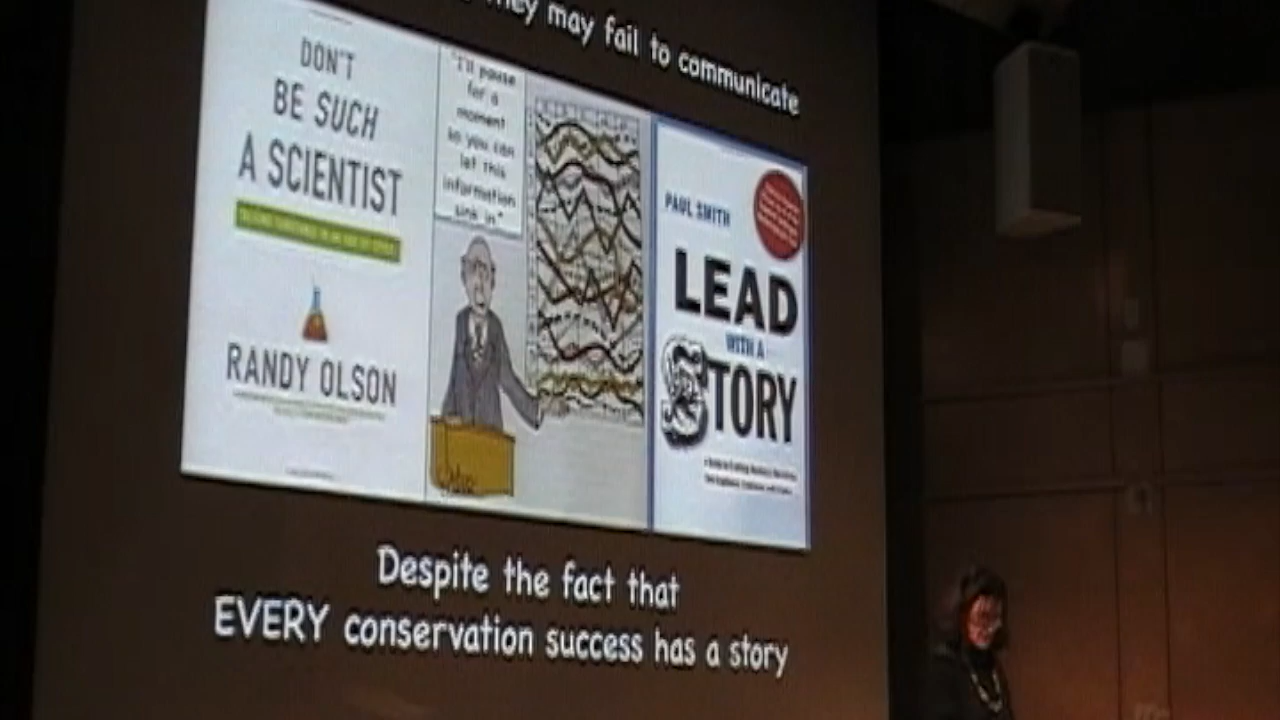 They may fail to communicate
DON'T
BE SUCH
A SCIENTIST
RANDY OLSON
"I'll pause
for a
moment
so you can
let this
information
sink in"
PAUL SMITH
LEAD
WITH A
STORY
Despite the fact that
EVERY conservation success has a story